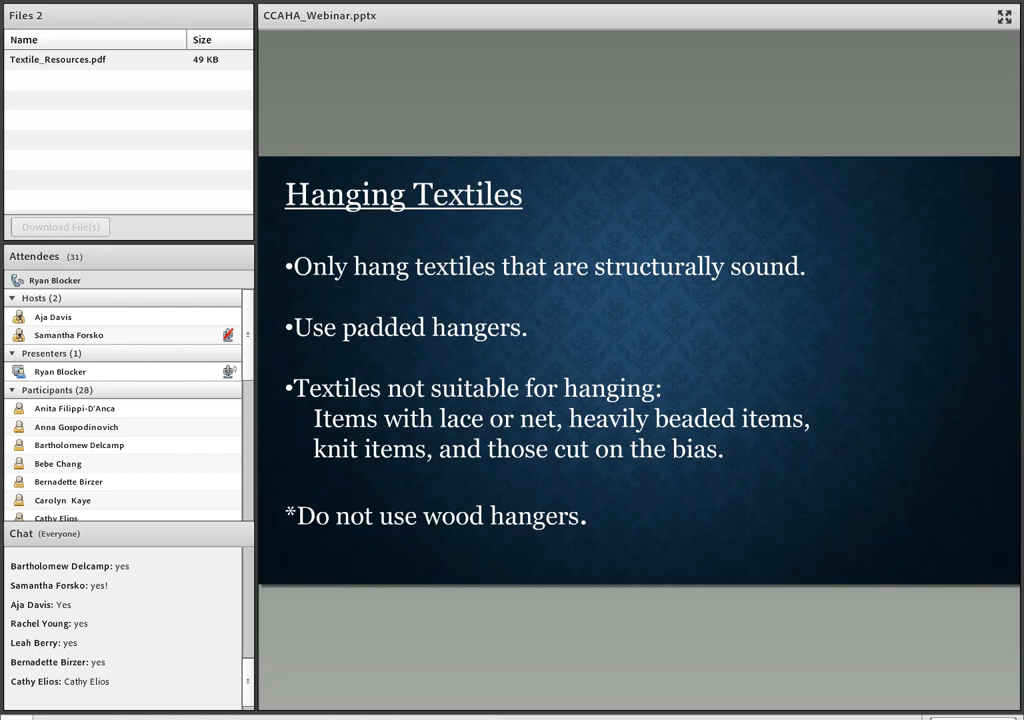 Files 2
Name Size
Textile_Resources.pdf 49 KB
Download File(s)
Attendees (31)
Ryan Blocker
Hosts (2)
Aja Davis
Samantha Forsko
Presenters (1)
Ryan Blocker
Participants (28)
Anita Filippi-D'Anca
Anna Gospodinovich
Bartholomew Delcamp
Bebe Chang
Bernadette Birzer
Carolyn Kaye
Cathy Elios
Chat (Everyone)
Bartholomew Delcamp: yes
Samantha Forsko: yes!
Aja Davis: Yes
Rachel Young: yes
Leah Berry: yes
Bernadette Birzer: yes
Cathy Elios: Cathy Elios
CCAHA_Webinar.pptx
Hanging Textiles
•Only hang textiles that are structurally sound.
•Use padded hangers.
•Textiles not suitable for hanging:
Items with lace or net, heavily beaded items,
knit items, and those cut on the bias.
*Do not use wood hangers.